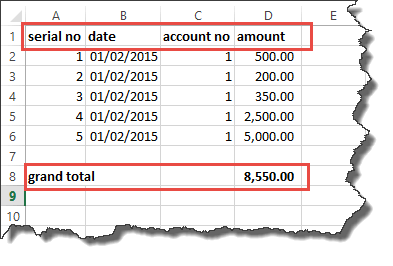 A B C D E
1 serial no date account no amount
2 1 01/02/2015 1 500.00
3 2 01/02/2015 1 200.00
4 3 01/02/2015 1 350.00
5 4 01/02/2015 1 2,500.00
6 5 01/02/2015 1 5,000.00
7
8 grand total 8,550.00
9
10